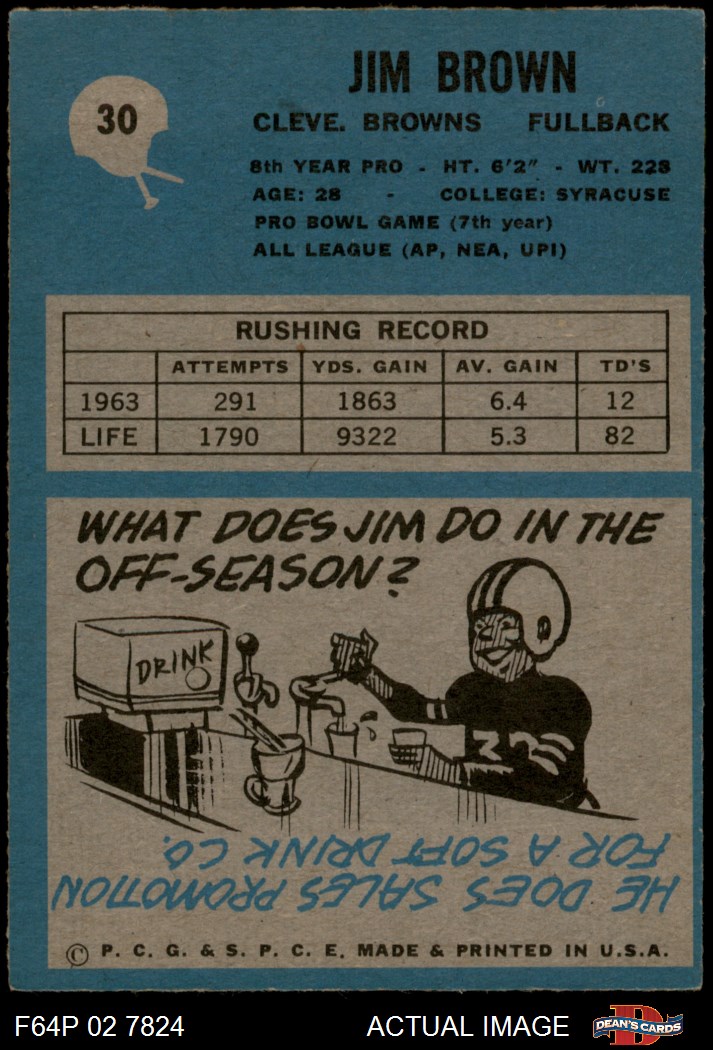 30
JIM BROWN
CLEVE. BROWNS FULLBACK
8th YEAR PRO - HT. 6'2" - WT. 228
AGE: 28 - COLLEGE: SYRACUSE
PRO BOWL GAME (7th year)
ALL LEAGUE (AP, NEA, UPI)
RUSHING RECORD
ATTEMPTS YDS. GAIN AV. GAIN TD'S
1963 291 1863 6.4 12
LIFE 1790 9322 5.3 82
WHAT DOES JIM DO IN THE
OFF-SEASON?
DRINK
32
HE DOES SALES PROMOTION
FOR A SOFT DRINK CO.
© P. C. G. & S. P. C. E. MADE & PRINTED IN U.S.A.
F64P 02 7824 ACTUAL IMAGE
D
DEAN'S CARDS